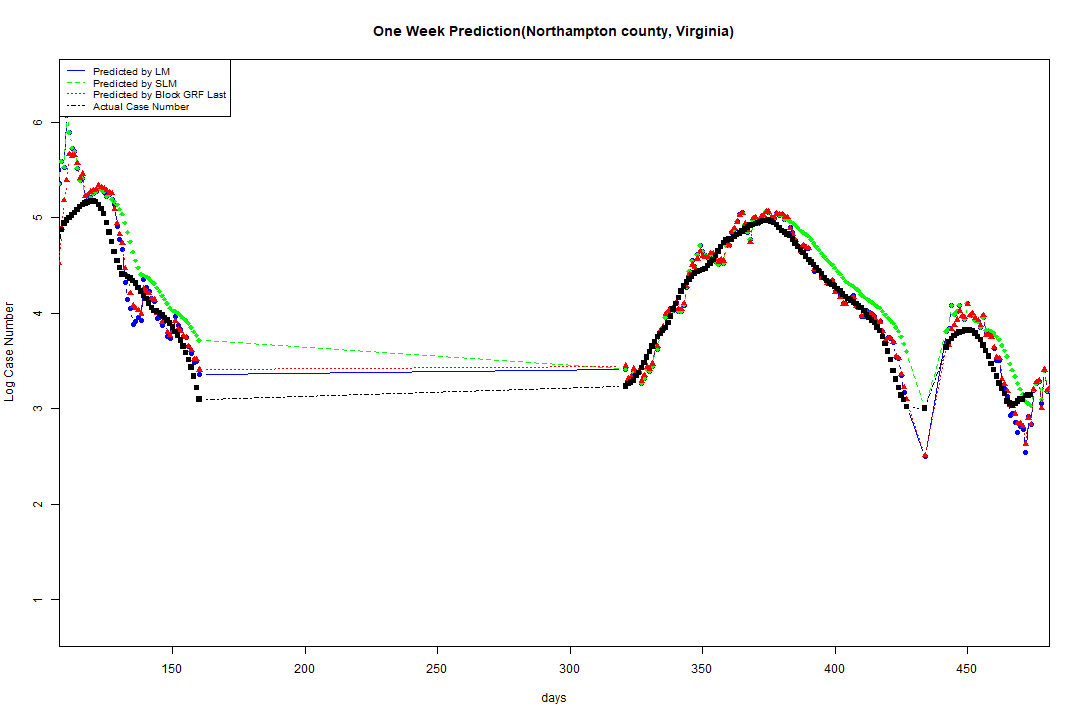 One Week Prediction(Northampton county, Virginia)
Predicted by LM
Predicted by SLM
Predicted by Block GRF Last
Actual Case Number
6
5
4
3
2
1
Log Case Number
150 200 250 300 350 400 450
days